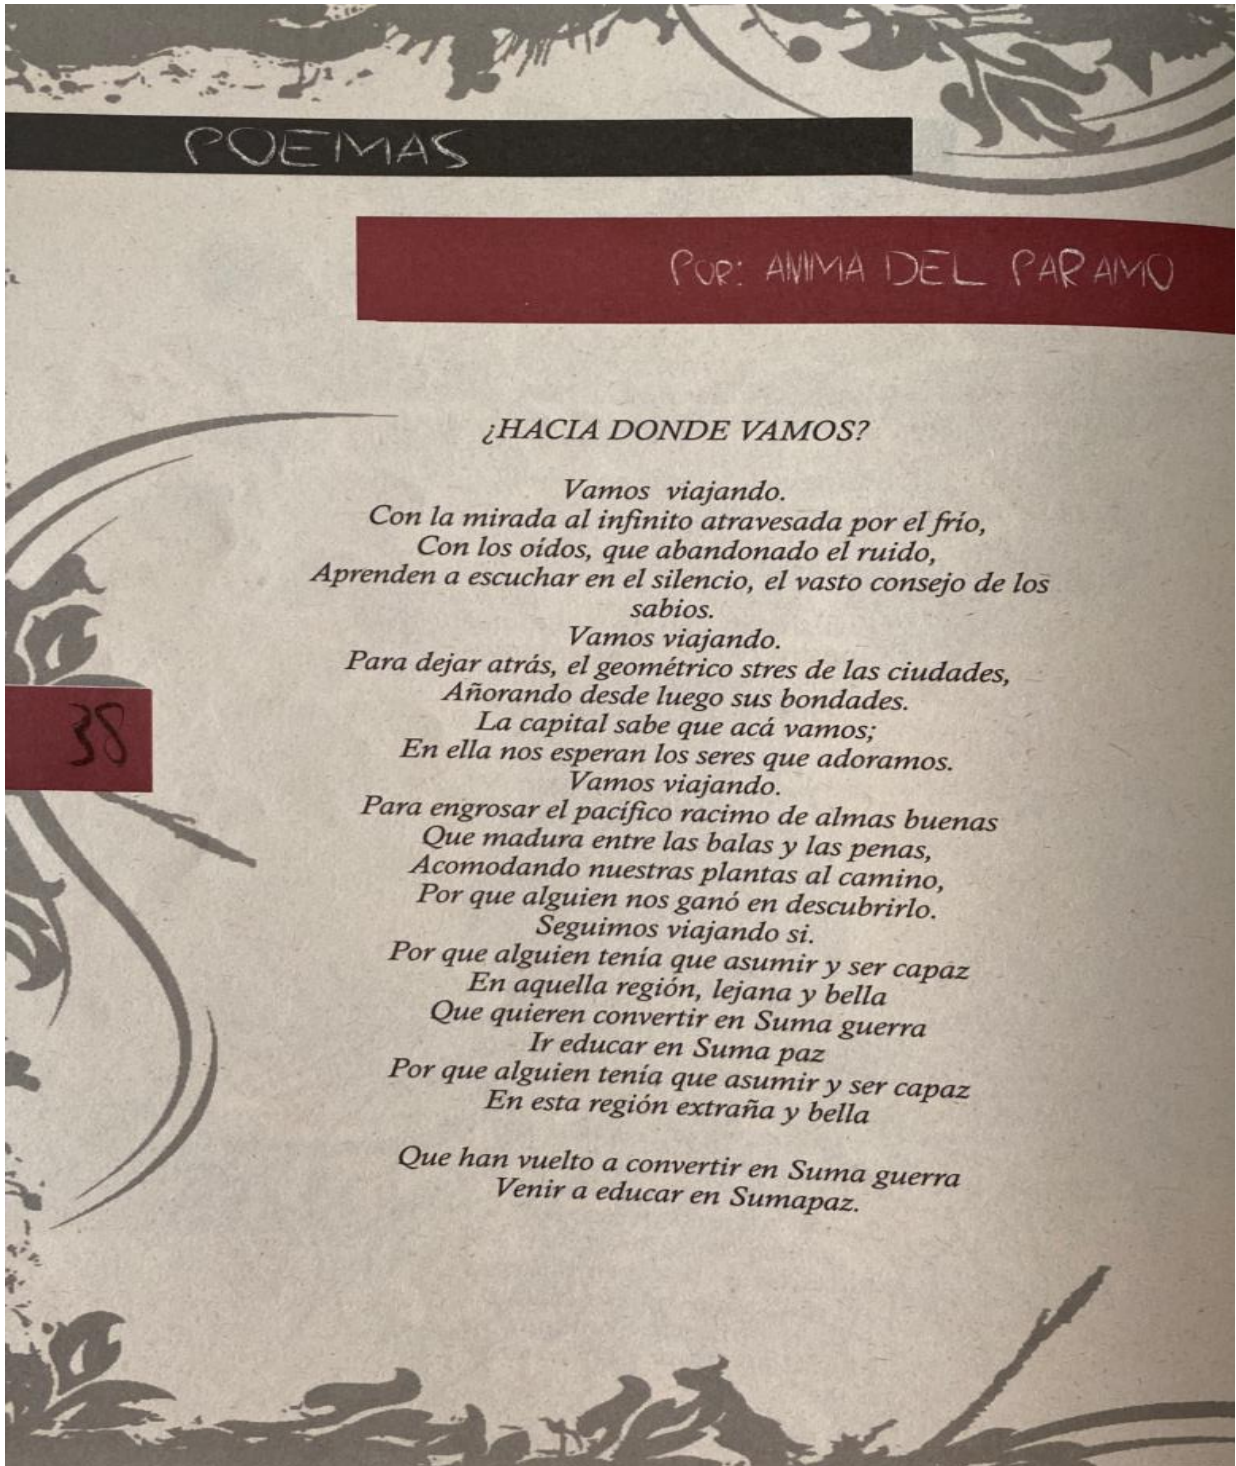 POEMAS
POR: ANIMA DEL PARAMO
¿HACIA DONDE VAMOS?
Vamos  viajando.
Con la mirada al infinito atravesada por el frío,
Con los oídos, que abandonado el ruido,
Aprenden a escuchar en el silencio, el vasto consejo de los
sabios.
Vamos viajando.
Para dejar atrás, el geométrico stres de las ciudades,
Añorando desde luego sus bondades.
La capital sabe que acá vamos;
En ella nos esperan los seres que adoramos.
Vamos viajando.
Para engrosar el pacífico racimo de almas buenas
Que madura entre las balas y las penas,
Acomodando nuestras plantas al camino,
Por que alguien nos ganó en descubrirlo.
Seguimos viajando si.
Por que alguien tenía que asumir y ser capaz
En aquella región, lejana y bella
Que quieren convertir en Suma guerra
Ir educar en Suma paz
Por que alguien tenía que asumir y ser capaz
En esta región extraña y bella
Que han vuelto a convertir en Suma guerra
Venir a educar en Sumapaz.
38